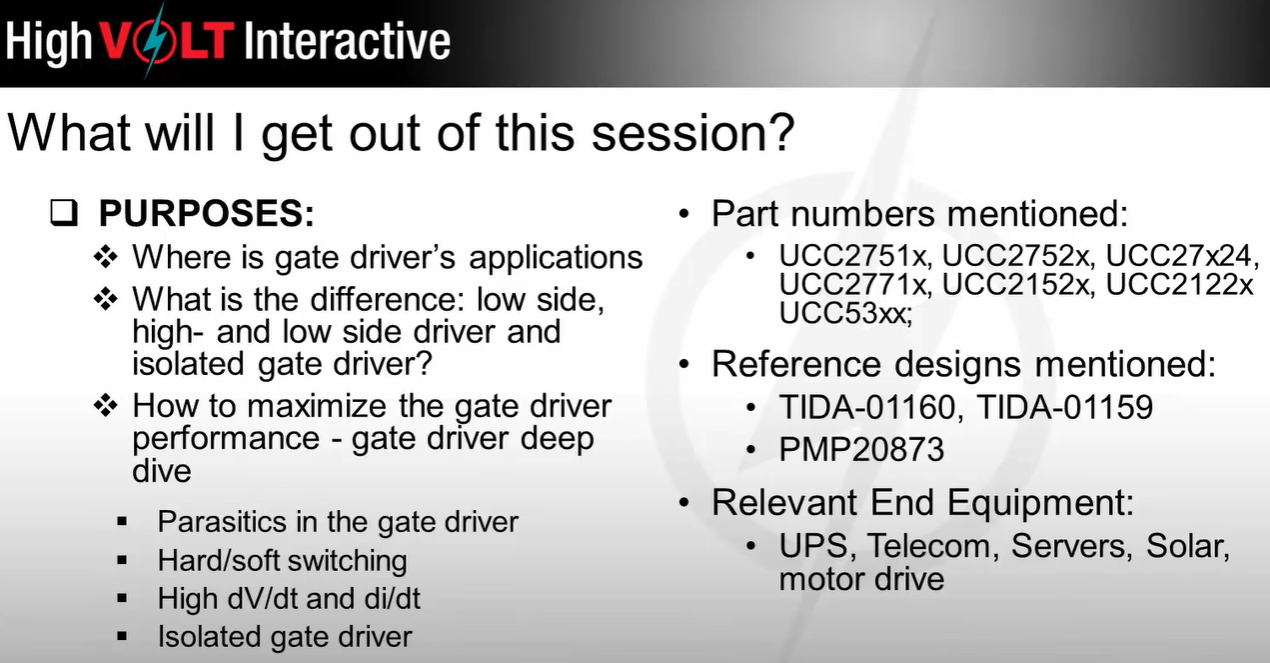 High VOLT Interactive
What will I get out of this session?
❑ PURPOSES:
❖ Where is gate driver's applications
❖ What is the difference: low side,
high- and low side driver and
isolated gate driver?
❖ How to maximize the gate driver
performance - gate driver deep
dive
▪ Parasitics in the gate driver
▪ Hard/soft switching
▪ High dV/dt and di/dt
▪ Isolated gate driver
• Part numbers mentioned:
• UCC2751x, UCC2752x, UCC27x24,
UCC2771x, UCC2152x, UCC2122x
UCC53xx;
• Reference designs mentioned:
• TIDA-01160, TIDA-01159
• PMP20873
• Relevant End Equipment:
• UPS, Telecom, Servers, Solar,
motor drive